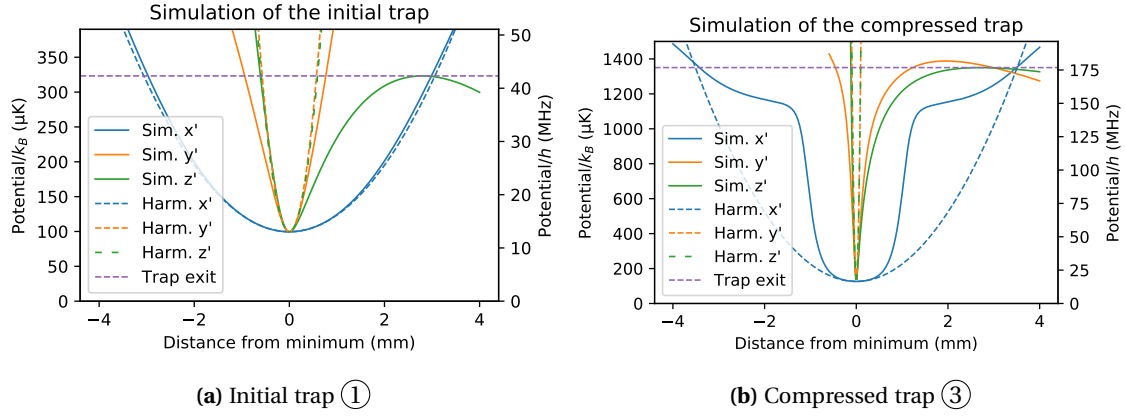 Simulation of the initial trap
Potential/k_B (µK)
350
300
250
200
150
100
50
0
Sim. x'
Sim. y'
Sim. z'
Harm. x'
Harm. y'
Harm. z'
Trap exit
−4
−2
0
2
4
Distance from minimum (mm)
50
40
30
20
10
0
Potential/h (MHz)
(a) Initial trap ①
Simulation of the compressed trap
Potential/k_B (µK)
1400
1200
1000
800
600
400
200
0
Sim. x'
Sim. y'
Sim. z'
Harm. x'
Harm. y'
Harm. z'
Trap exit
−4
−2
0
2
4
Distance from minimum (mm)
175
150
125
100
75
50
25
0
Potential/h (MHz)
(b) Compressed trap ③